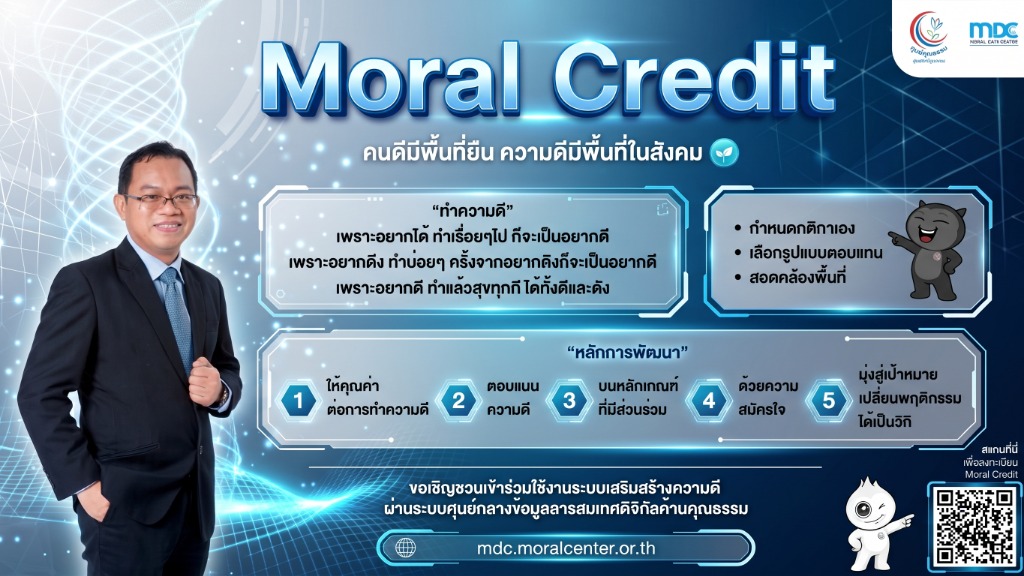 ศูนย์คุณธรรม
MDC
MORAL DATA CENTER
Moral Credit
คนดีมีพื้นที่ยืน ความดีมีพื้นที่ในสังคม
“ทำความดี”
เพราะอยากได้ ทำเรื่อยๆไป ก็จะเป็นอยากดี
เพราะอยากดึง ทำบ่อยๆ ครั้งจากอยากดิงก็จะเป็นอยากดี
เพราะอยากดี ทำแล้วสุขทุกที ได้ทั้งดีและดัง
• กำหนดกติกาเอง
• เลือกรูปแบบตอบแทน
• สอดคล้องพื้นที่
“หลักการพัฒนา”
1 ให้คุณค่า
ต่อการทำความดี
2 ตอบแนน
ความดี
3 บนหลักเกณฑ์
ที่มีส่วนร่วม
4 ด้วยความ
สมัครใจ
5 มุ่งสู่เป้าหมาย
เปลี่ยนพฤติกรรม
ได้เป็นวิถิ
สแกนที่นี่
เพื่อลงทะเบียน
Moral Credit
ขอเชิญชวนเข้าร่วมใช้งานระบบเสริมสร้างความดี
ผ่านระบบศูนย์กลางข้อมูลลารสมเทศดิจิกัลค้านคุณธรรม
mdc.moralcenter.or.th